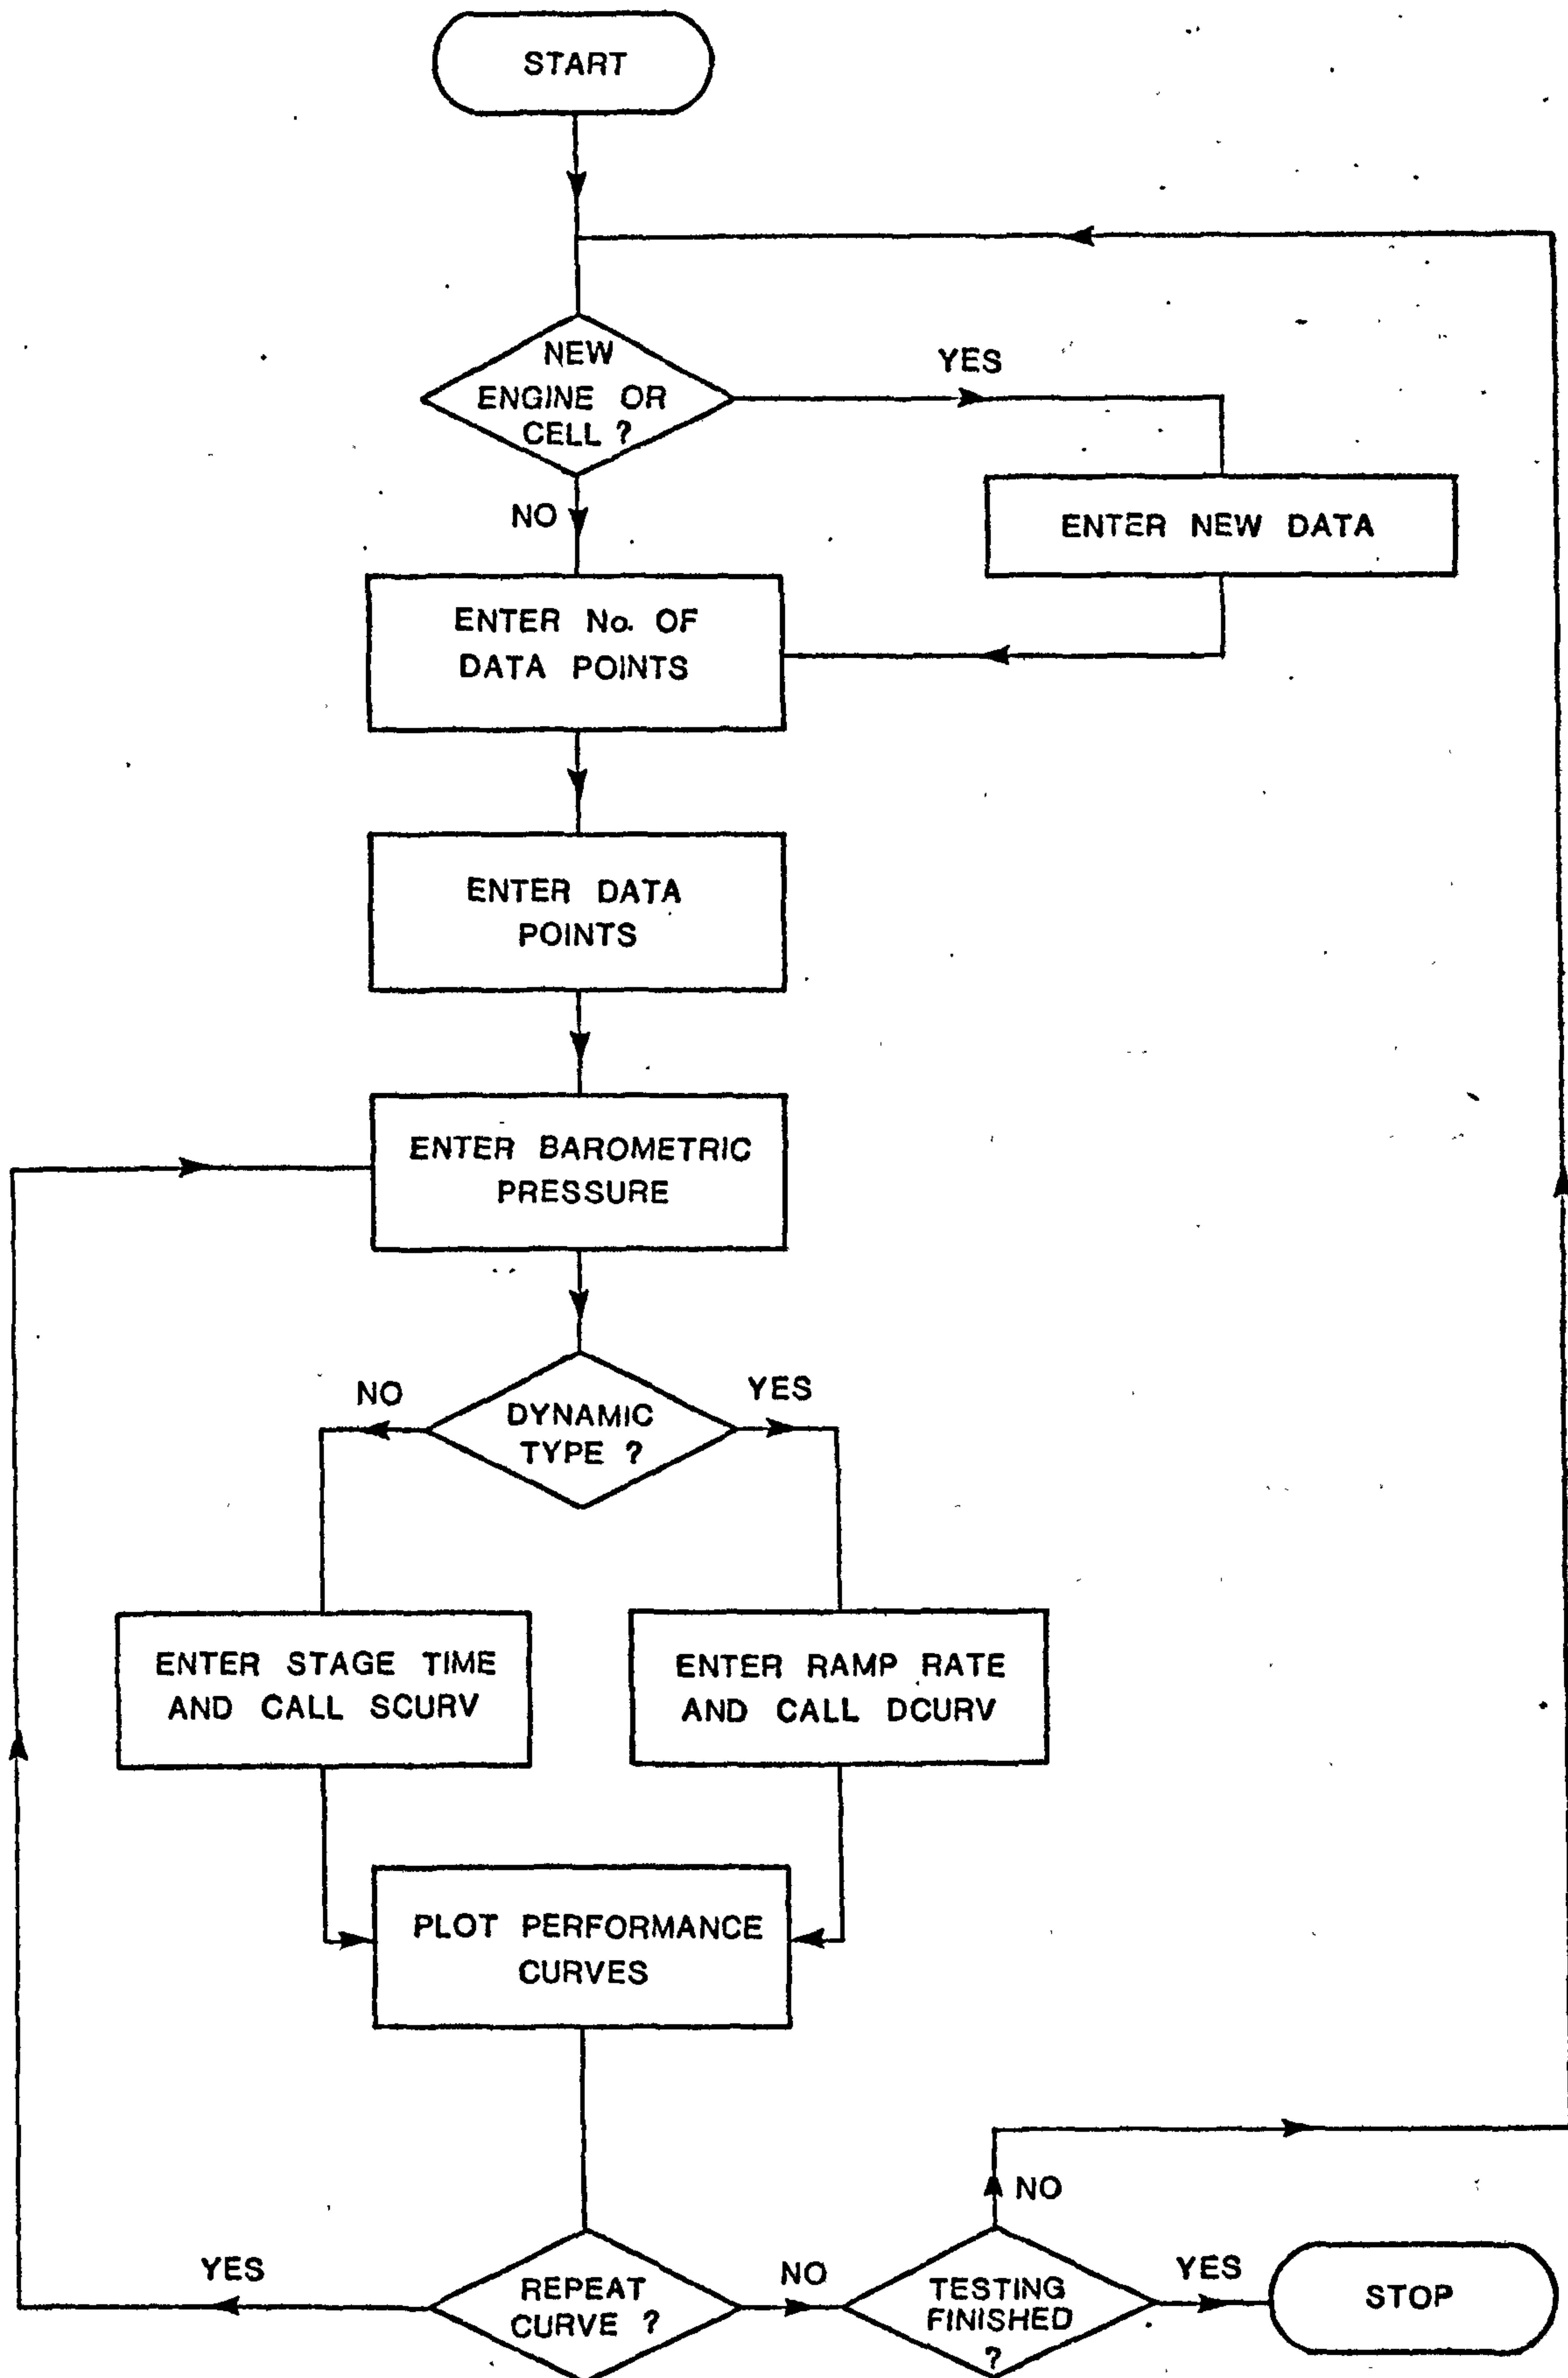 START
NEW
ENGINE OR
CELL ?
YES
NO
ENTER NEW DATA
ENTER No. OF
DATA POINTS
ENTER DATA
POINTS
ENTER BAROMETRIC
PRESSURE
NO
YES
DYNAMIC
TYPE ?
ENTER STAGE TIME
AND CALL SCURV
ENTER RAMP RATE
AND CALL DCURV
PLOT PERFORMANCE
CURVES
YES
REPEAT
CURVE ?
NO
NO
TESTING
FINISHED
?
YES
STOP